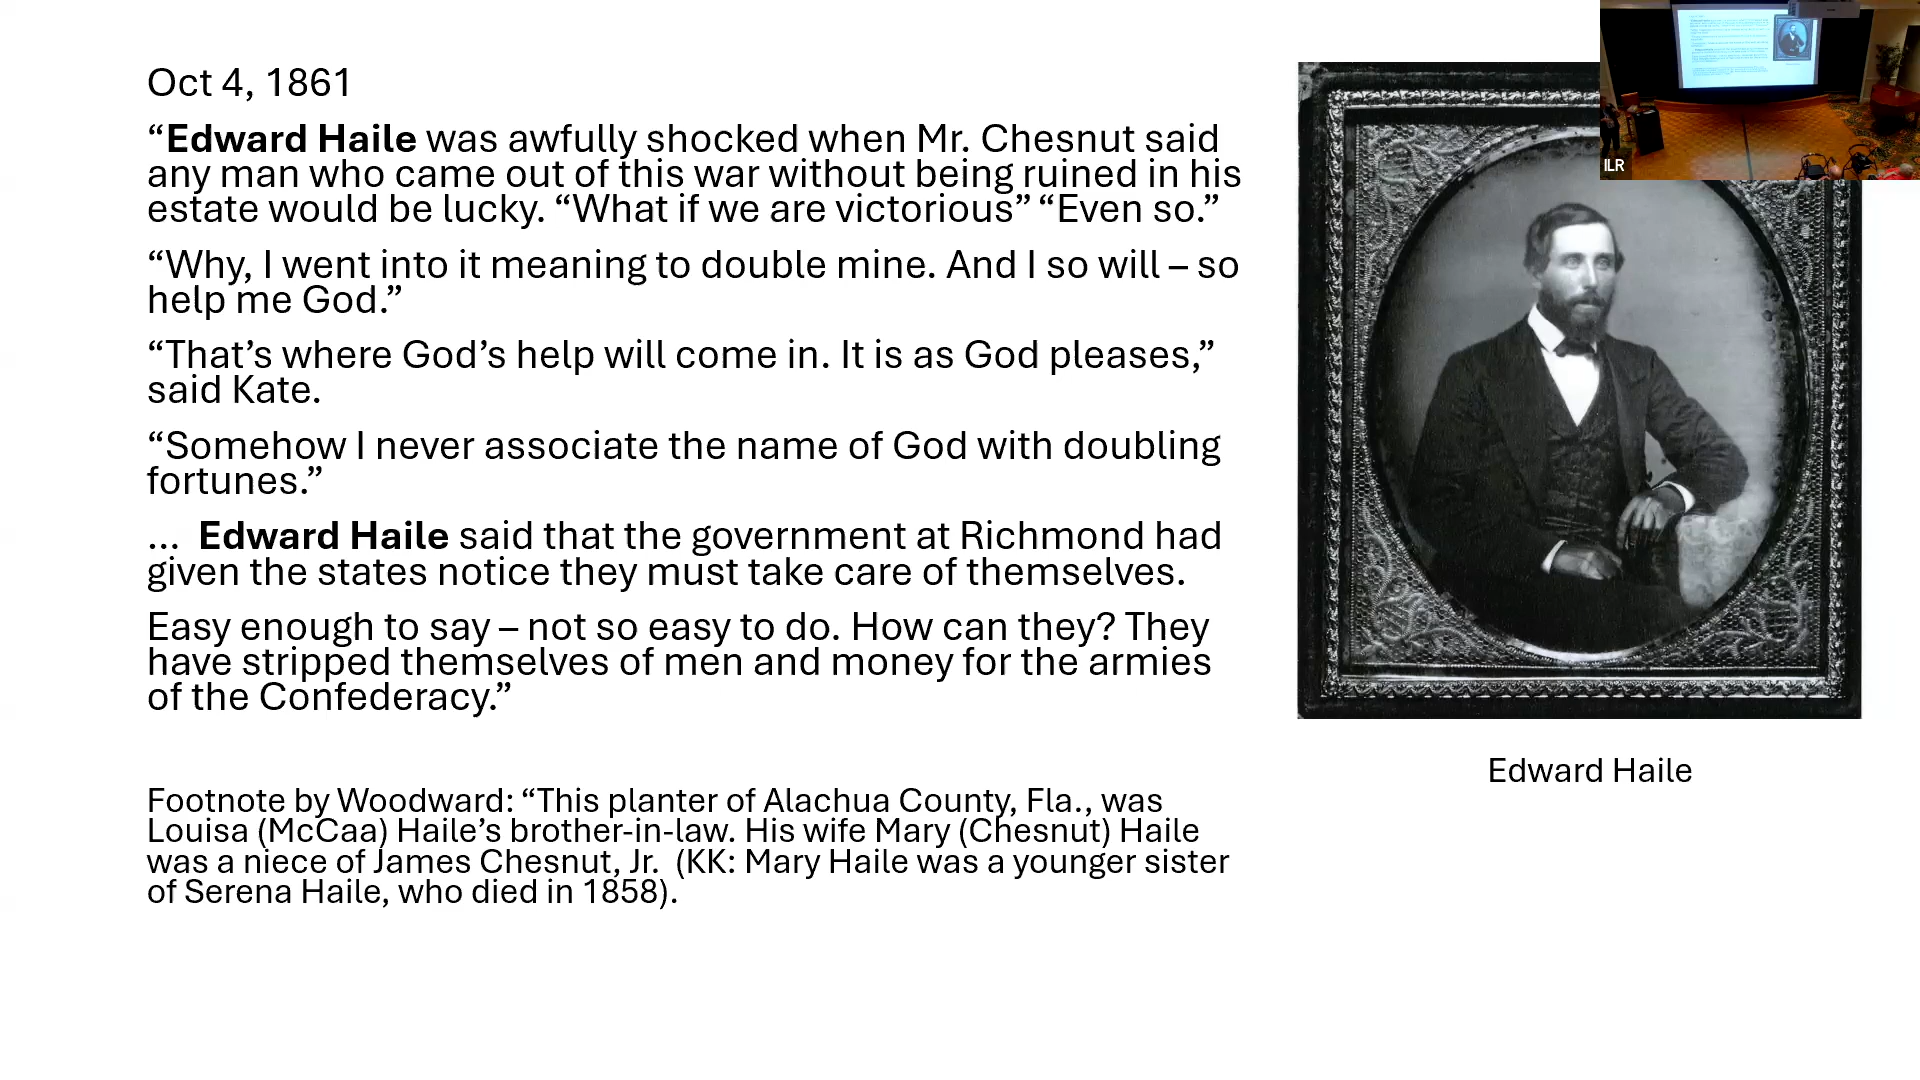 Oct 4, 1861
“Edward Haile was awfully shocked when Mr. Chesnut said
any man who came out of this war without being ruined in his
estate would be lucky. “What if we are victorious” “Even so.”
“Why, I went into it meaning to double mine. And I so will – so
help me God.”
“That’s where God’s help will come in. It is as God pleases,”
said Kate.
“Somehow I never associate the name of God with doubling
fortunes.”
… Edward Haile said that the government at Richmond had
given the states notice they must take care of themselves.
Easy enough to say – not so easy to do. How can they? They
have stripped themselves of men and money for the armies
of the Confederacy.”
Footnote by Woodward: “This planter of Alachua County, Fla., was
Louisa (McCaa) Haile’s brother-in-law. His wife Mary (Chesnut) Haile
was a niece of James Chesnut, Jr. (KK: Mary Haile was a younger sister
of Serena Haile, who died in 1858).
Edward Haile
ILR